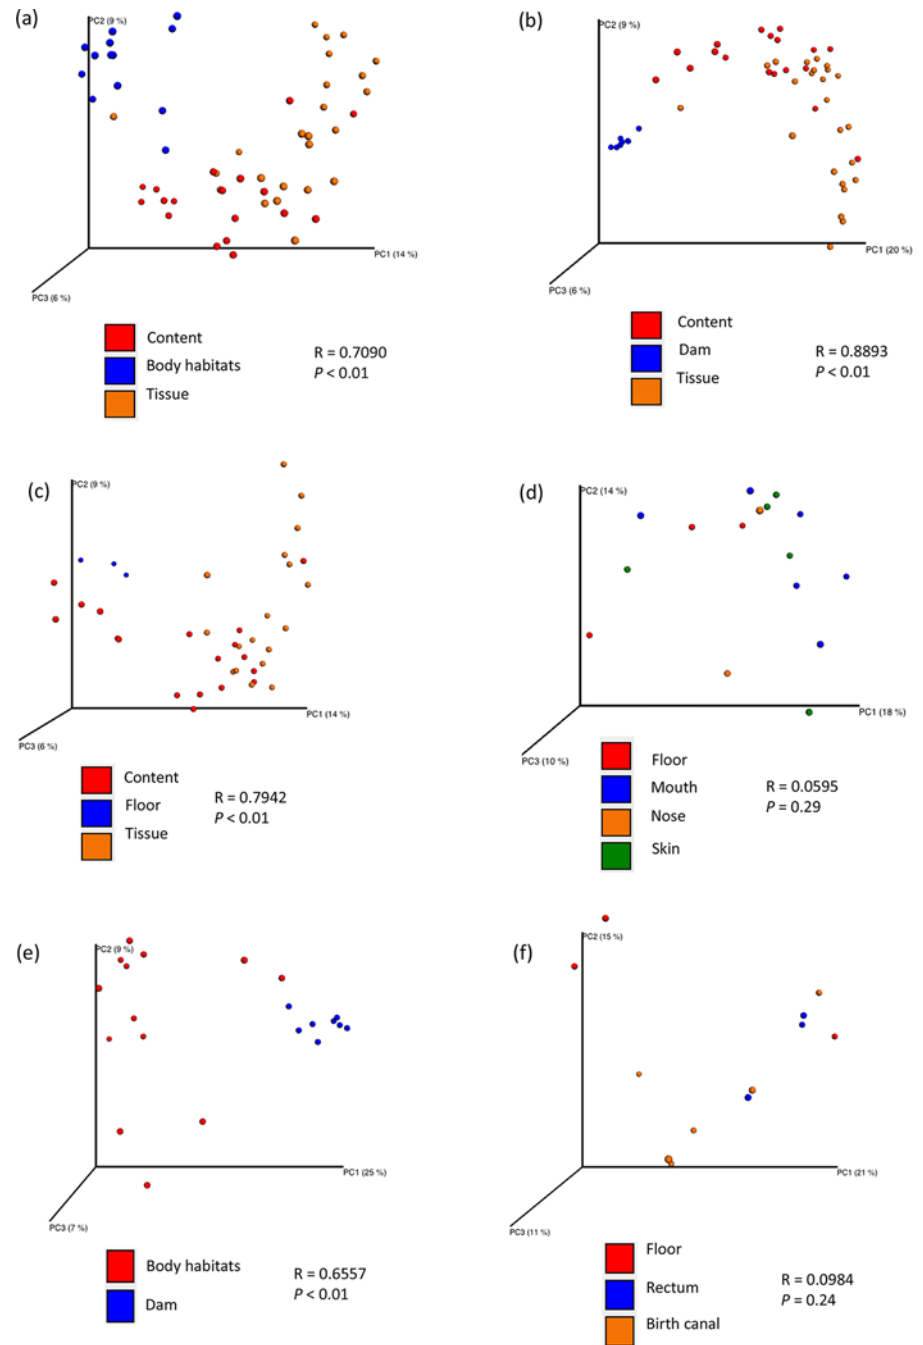 (a)
PC2 (9 %)
PC1 (14 %)
PC3 (6 %)
Content
Body habitats
Tissue
R = 0.7090
P < 0.01
(b)
PC2 (9 %)
PC1 (20 %)
PC3 (6 %)
Content
Dam
Tissue
R = 0.8893
P < 0.01
(c)
PC2 (9 %)
PC1 (14 %)
PC3 (6 %)
Content
Floor
Tissue
R = 0.7942
P < 0.01
(d)
PC2 (14 %)
PC1 (18 %)
PC3 (10 %)
Floor
Mouth
Nose
Skin
R = 0.0595
P = 0.29
(e)
PC2 (9 %)
PC1 (25 %)
PC3 (7 %)
Body habitats
Dam
R = 0.6557
P < 0.01
(f)
PC2 (15 %)
PC1 (21 %)
PC3 (11 %)
Floor
Rectum
Birth canal
R = 0.0984
P = 0.24